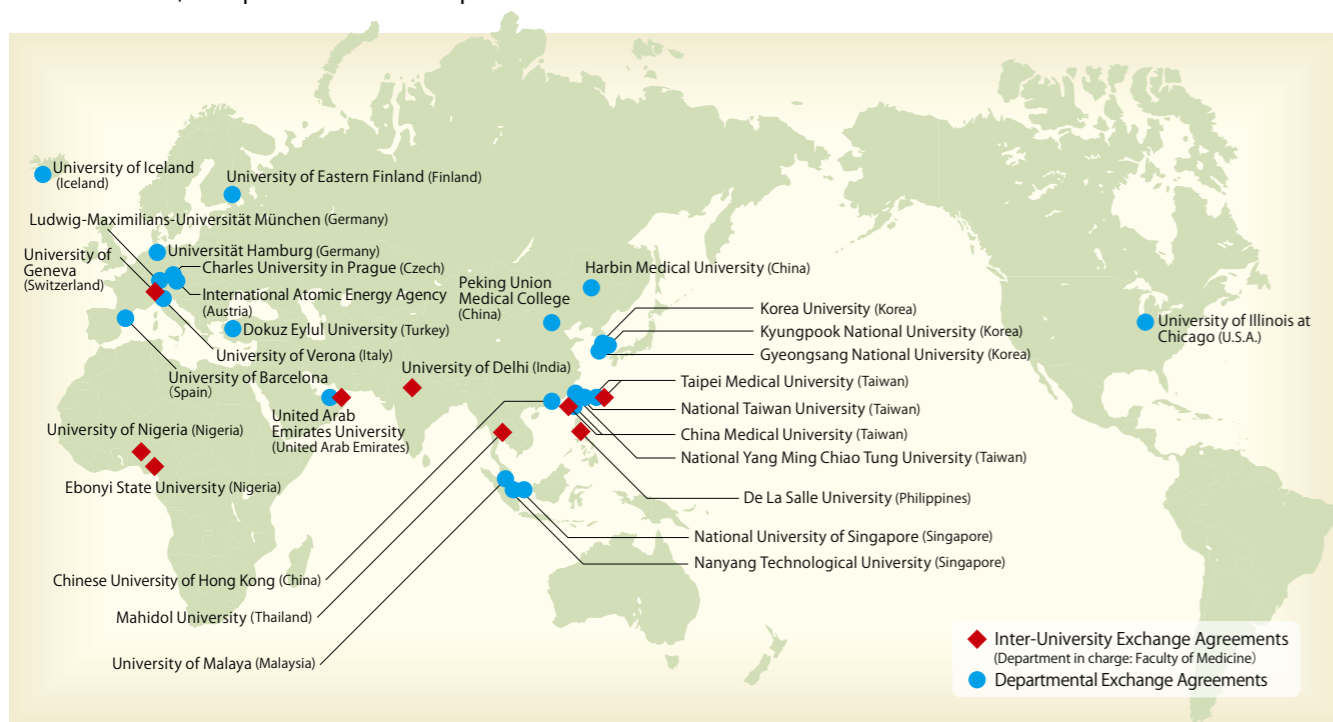 University of Iceland
(Iceland)
University of Eastern Finland (Finland)
Ludwig-Maximilians-Universität München (Germany)
University of
Geneva
(Switzerland)
Universität Hamburg (Germany)
Charles University in Prague (Czech)
International Atomic Energy Agency
(Austria)
Dokuz Eylul University (Turkey)
University of Verona (Italy)
University of Barcelona
(Spain)
University of Delhi (India)
United Arab
Emirates University
(United Arab Emirates)
University of Nigeria (Nigeria)
Ebonyi State University (Nigeria)
Peking Union
Medical College
(China)
Harbin Medical University (China)
Korea University (Korea)
Kyungpook National University (Korea)
Gyeongsang National University (Korea)
Taipei Medical University (Taiwan)
National Taiwan University (Taiwan)
China Medical University (Taiwan)
National Yang Ming Chiao Tung University (Taiwan)
De La Salle University (Philippines)
National University of Singapore (Singapore)
Nanyang Technological University (Singapore)
Chinese University of Hong Kong (China)
Mahidol University (Thailand)
University of Malaya (Malaysia)
University of Illinois at
Chicago (U.S.A.)
Inter-University Exchange Agreements
(Department in charge: Faculty of Medicine)
Departmental Exchange Agreements